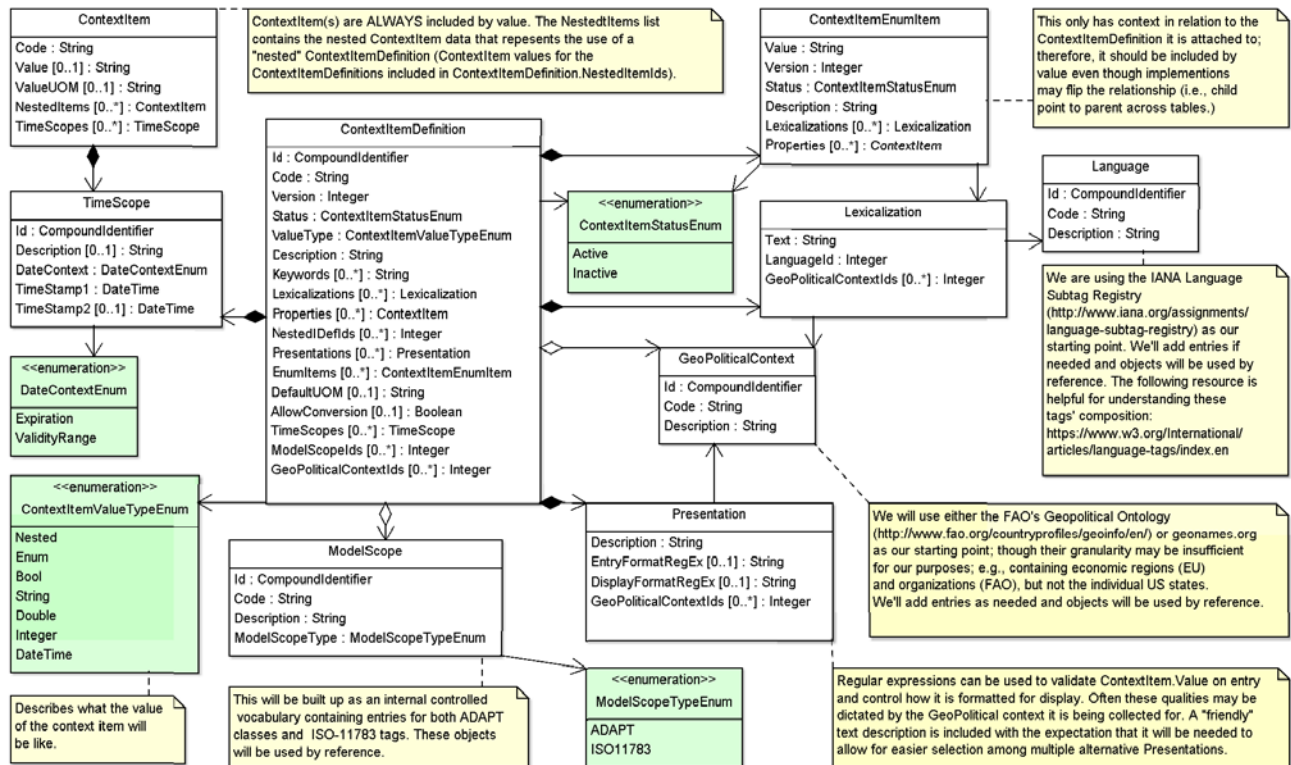 ContextItem
Code : String
Value [0..1] : String
ValueUOM [0..1] : String
NestedItems [0..*] : ContextItem
TimeScopes [0..*] : TimeScope
ContextItem(s) are ALWAYS included by value. The NestedtItems list
contains the nested ContextItem data that repesents the use of a
"nested" ContextItemDefinition (ContextItem values for the
ContextItemDefinitions included in ContextItemDefinition.NestedItemIds).
ContextItemEnumItem
Value : String
Version : Integer
Status : ContextItemStatusEnum
Description : String
Lexicalizations [0..*] : Lexicalization
Properties [0..*] : ContextItem
This only has context in relation to the
ContextItemDefinition it is attached to;
therefore, it should be included by
value even though implementions
may flip the relationship (i.e., child
point to parent across tables.)
ContextItemDefinition
Id : CompoundIdentifier
Code : String
Version : Integer
Status : ContextItemStatusEnum
ValueType : ContextItemValueTypeEnum
Description : String
Keywords [0..*] : String
Lexicalizations [0..*] : Lexicalization
Properties [0..*] : ContextItem
NestedIDefIds [0..*] : Integer
Presentations [0..*] : Presentation
EnumItems [0..*] : ContextItemEnumItem
DefaultUOM [0..1] : String
AllowConversion [0..1] : Boolean
TimeScopes [0..*] : TimeScope
ModelScopeIds [0..*] : Integer
GeoPoliticalContextIds [0..*] : Integer
TimeScope
Id : CompoundIdentifier
Description [0..1] : String
DateContext : DateContextEnum
TimeStamp1 : DateTime
TimeStamp2 [0..1] : DateTime
<<enumeration>>
ContextItemStatusEnum
Active
Inactive
Lexicalization
Text : String
LanguageId : Integer
GeoPoliticalContextIds [0..*] : Integer
Language
Id : CompoundIdentifier
Code : String
Description : String
We are using the IANA Language
Subtag Registry
(http://www.iana.org/assignments/
language-subtag-registry) as our
starting point. We'll add entries if
needed and objects will be used by
reference. The following resource is
helpful for understanding these
tags' composition:
https://www.w3.org/International/
articles/language-tags/index.en
<<enumeration>>
DateContextEnum
Expiration
ValidityRange
GeoPoliticalContext
Id : CompoundIdentifier
Code : String
Description : String
<<enumeration>>
ContextItemValueTypeEnum
Nested
Enum
Bool
String
Double
Integer
DateTime
ModelScope
Id : CompoundIdentifier
Code : String
Description : String
ModelScopeType : ModelScopeTypeEnum
Presentation
Description : String
EntryFormatRegEx [0..1] : String
DisplayFormatRegEx [0..1] : String
GeoPoliticalContextIds [0..*] : Integer
We will use either the FAO's Geopolitical Ontology
(http://www.fao.org/countryprofiles/geoinfo/en/) or geonames.org
as our starting point; though their granularity may be insufficient
for our purposes; e.g., containing economic regions (EU)
and organizations (FAO), but not the individual US states.
We'll add entries as needed and objects will be used by reference.
Describes what the value
of the context item will
be like.
This will be built up as an internal controlled
vocabulary containing entries for both ADAPT
classes and ISO-11783 tags. These objects
will be used by reference.
<<enumeration>>
ModelScopeTypeEnum
ADAPT
ISO11783
Regular expressions can be used to validate ContextItem.Value on entry
and control how it is formatted for display. Often these qualities may be
dictated by the GeoPolitical context it is being collected for. A "friendly"
text description is included with the expectation that it will be needed to
allow for easier selection among multiple alternative Presentations.